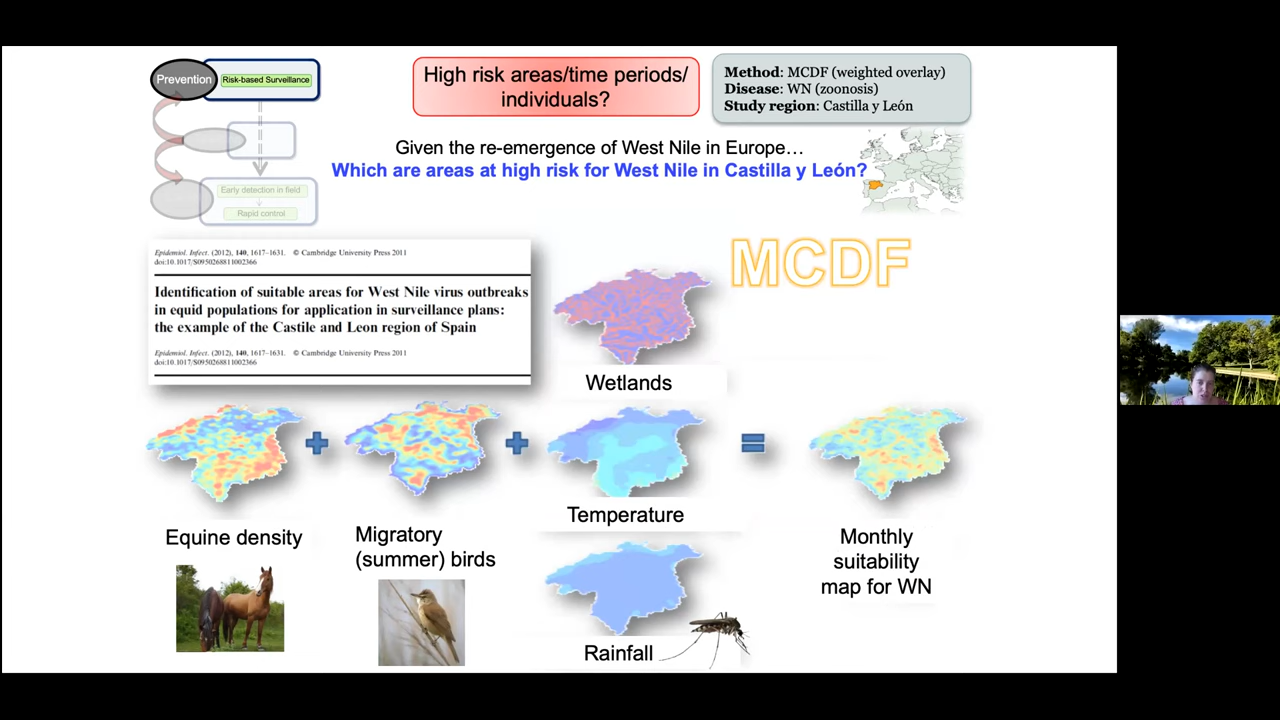 Prevention
Risk-based Surveillance
Early detection in field
Rapid control
High risk areas/time periods/
individuals?
Method: MCDF (weighted overlay)
Disease: WN (zoonosis)
Study region: Castilla y León
Given the re-emergence of West Nile in Europe…
Which are areas at high risk for West Nile in Castilla y León?
Epidemiol. Infect. (2012), 140, 1617–1631. © Cambridge University Press 2011
doi:10.1017/S0950268811002366
Identification of suitable areas for West Nile virus outbreaks
in equid populations for application in surveillance plans:
the example of the Castile and Leon region of Spain
Epidemiol. Infect. (2012), 140, 1617–1631. © Cambridge University Press 2011
doi:10.1017/S0950268811002366
MCDF
Wetlands
Equine density
Migratory
(summer) birds
Temperature
Rainfall
Monthly
suitability
map for WN